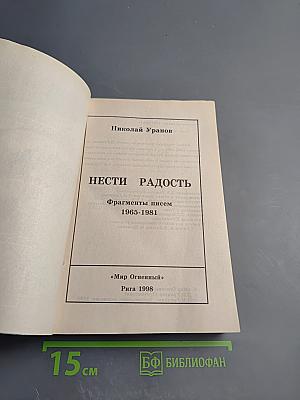 Николай Уранов
НЕСТИ РАДОСТЬ
Фрагменты писем
1965-1981
«Мир Огненный»
Рига 1998
15 см
БФ БИБЛИОФАН